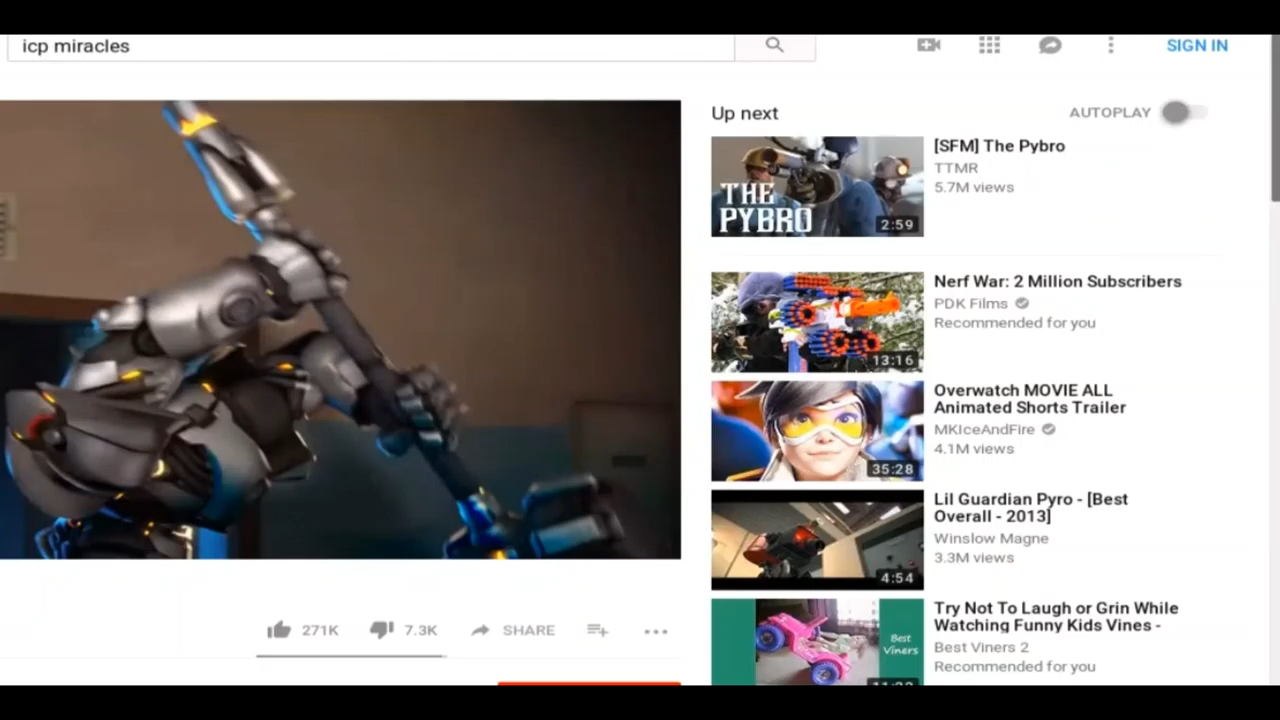 icp miracles
SIGN IN
Up next
AUTOPLAY
THE
PYBRO
2:59
[SFM] The Pybro
TTMR
5.7M views
13:16
Nerf War: 2 Million Subscribers
PDK Films
Recommended for you
35:28
Overwatch MOVIE ALL
Animated Shorts Trailer
MKIceAndFire
4.1M views
4:54
Lil Guardian Pyro - [Best
Overall - 2013]
Winslow Magne
3.3M views
Best
Viners
Try Not To Laugh or Grin While
Watching Funny Kids Vines -
Best Viners 2
Recommended for you
271K
7.3K
SHARE